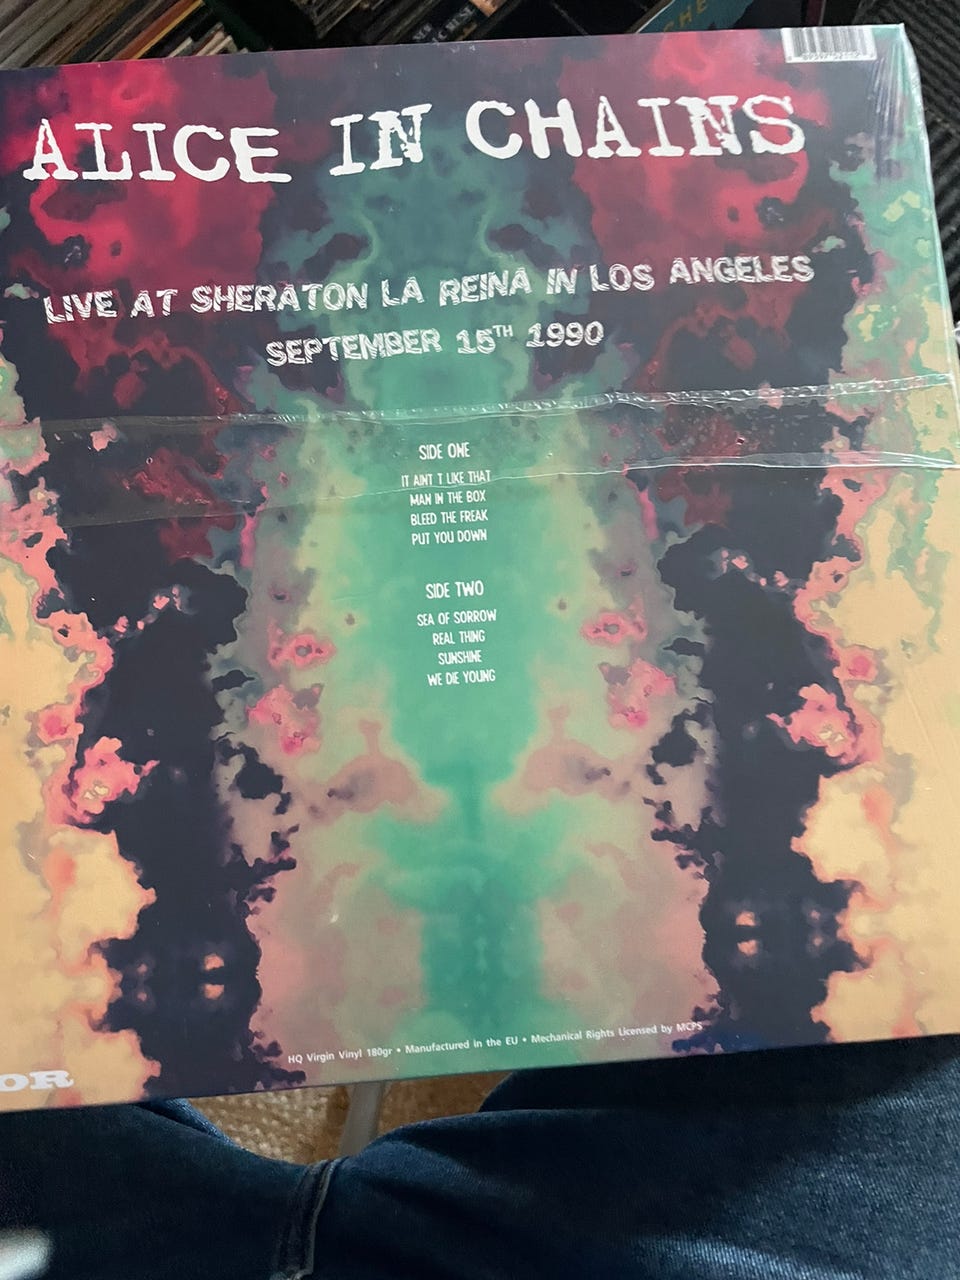 ALICE IN CHAINS
LIVE AT SHERATON LA REINA IN LOS ANGELES
SEPTEMBER 15TH 1990
SIDE ONE
IT AINT T LIKE THAT
MAN IN THE BOX
BLEED THE FREAK
PUT YOU DOWN
SIDE TWO
SEA OF SORROW
REAL THING
SUNSHINE
WE DIE YOUNG
HQ Virgin Vinyl 180gr • Manufactured in the EU • Mechanical Rights Licensed by MCPS
OR